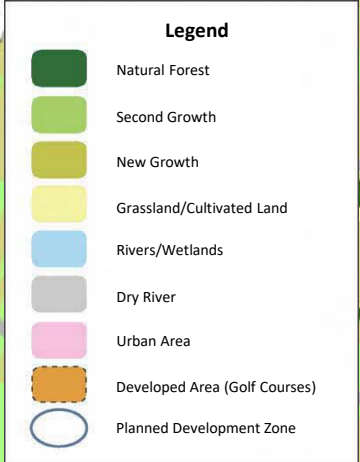 Legend
Natural Forest
Second Growth
New Growth
Grassland/Cultivated Land
Rivers/Wetlands
Dry River
Urban Area
Developed Area (Golf Courses)
Planned Development Zone